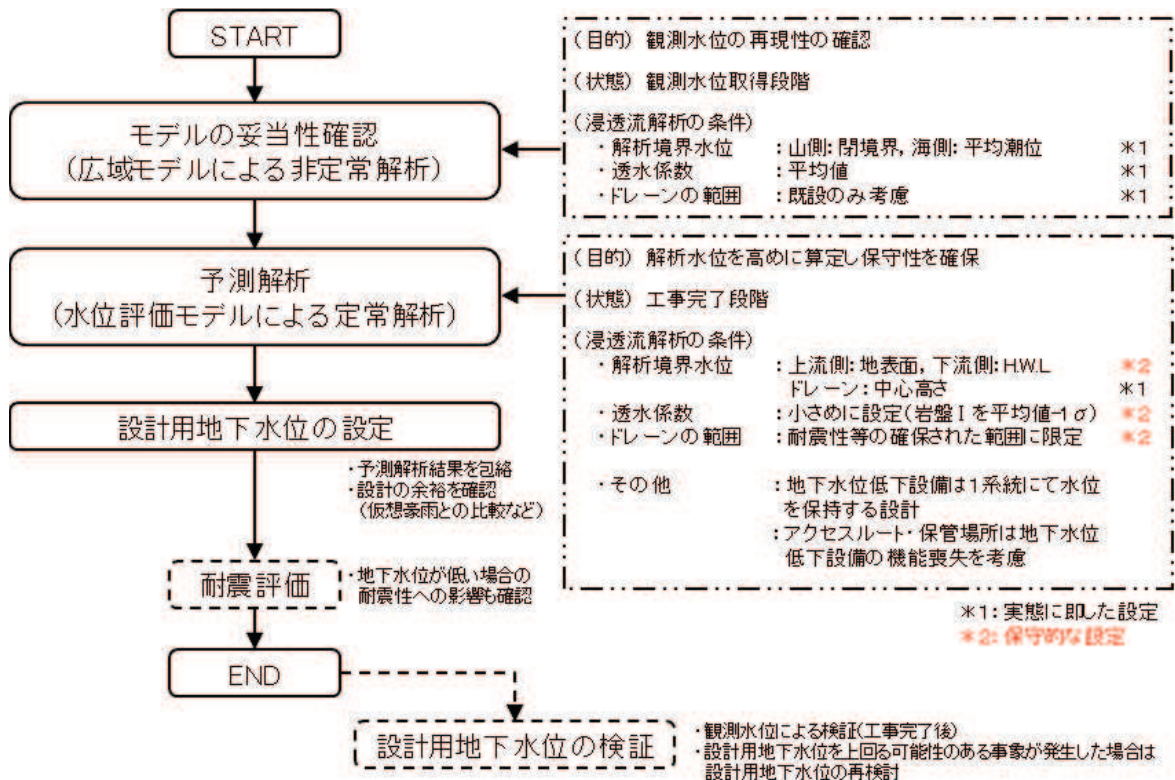 START
モデルの妥当性確認
(広域モデルによる非定常解析)
(目的) 観測水位の再現性の確認
(状態) 観測水位取得段階
(浸透流解析の条件)
・解析境界水位 :山側:閉境界, 海側:平均潮位 *1
・透水係数 :平均値 *1
・ドレーンの範囲 :既設のみ考慮 *1
予測解析
(水位評価モデルによる定常解析)
(目的) 解析水位を高めに算定し保守性を確保
(状態) 工事完了段階
(浸透流解析の条件)
・解析境界水位 :上流側:地表面, 下流側:H.W.L *2
ドレーン:中心高さ *1
・透水係数 :小さめに設定(岩盤Ⅰを平均値-1σ) *2
・ドレーンの範囲 :耐震性等の確保された範囲に限定 *2
・その他 :地下水位低下設備は1系統にて水位
を保持する設計
:アクセスルート・保管場所は地下水位
低下設備の機能喪失を考慮
*1:実態に即した設定
*2:保守的な設定
設計用地下水位の設定
・予測解析結果を包絡
・設計の余裕を確認
(仮想豪雨との比較など)
耐震評価
・地下水位が低い場合の
耐震性への影響も確認
END
設計用地下水位の検証
・観測水位による検証(工事完了後)
・設計用地下水位を上回る可能性のある事象が発生した場合は
設計用地下水位の再検討